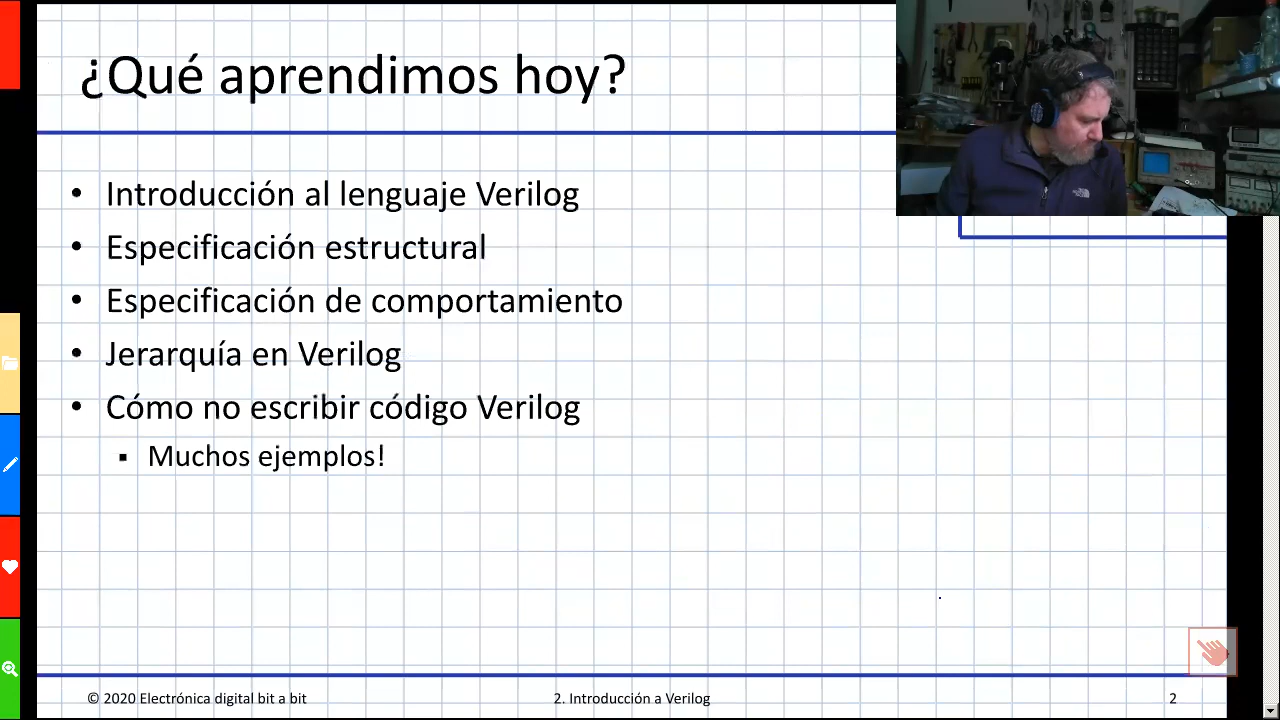 ¿Qué aprendimos hoy?
• Introducción al lenguaje Verilog
• Especificación estructural
• Especificación de comportamiento
• Jerarquía en Verilog
• Cómo no escribir código Verilog
▪ Muchos ejemplos!
© 2020 Electrónica digital bit a bit
2. Introducción a Verilog
2